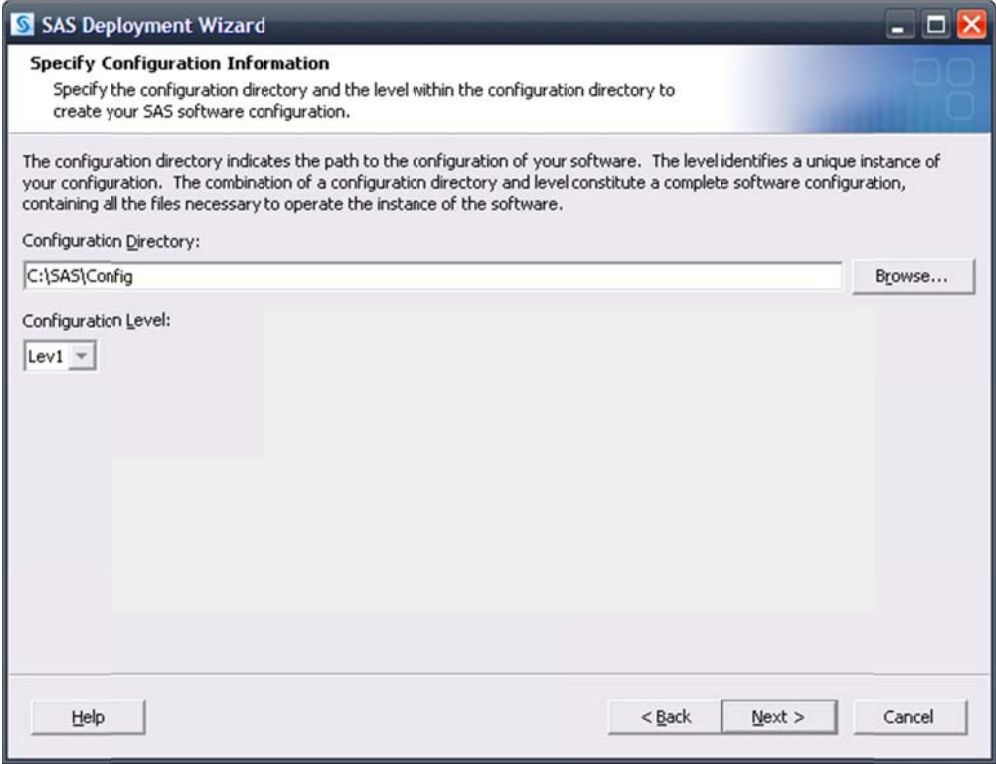 SAS Deployment Wizard
Specify Configuration Information
Specify the configuration directory and the level within the configuration directory to
create your SAS software configuration.
The configuration directory indicates the path to the configuration of your software. The level identifies a unique instance of
your configuration. The combination of a configuration directory and level constitute a complete software configuration,
containing all the files necessary to operate the instance of the software.
Configuration Directory:
C:\SAS\Config
Browse...
Configuration Level:
Lev1
Help
< Back
Next >
Cancel